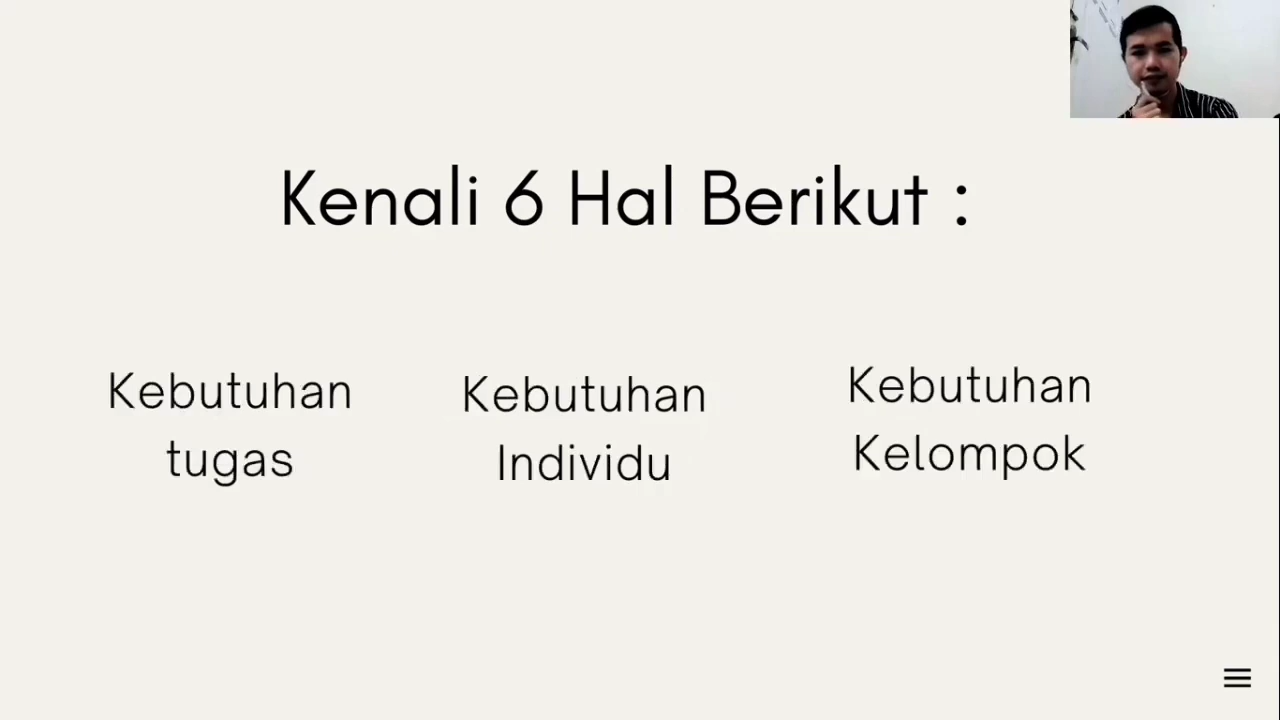 Kenali 6 Hal Berikut :
Kebutuhan
tugas
Kebutuhan
Individu
Kebutuhan
Kelompok